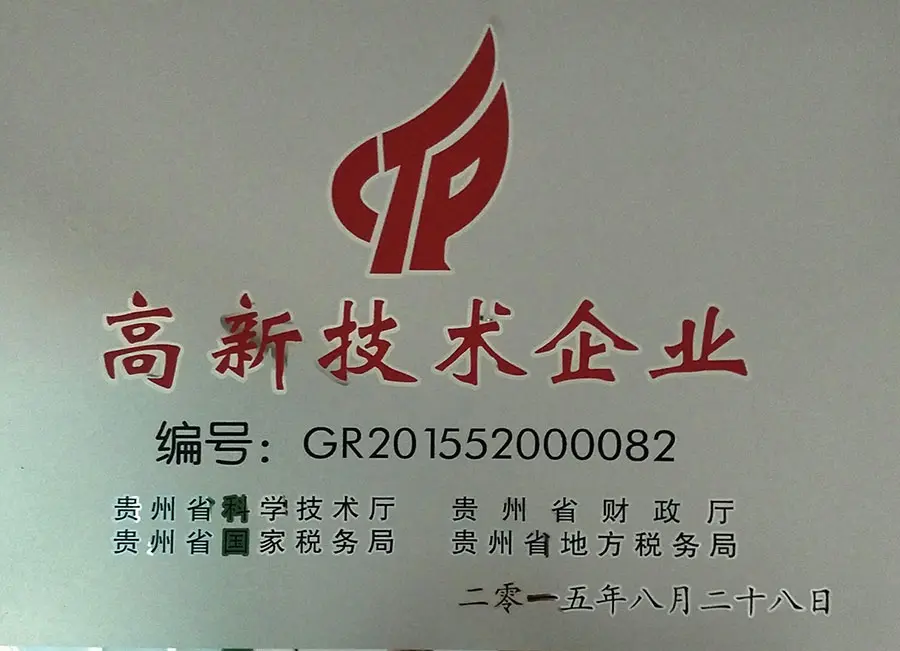 CTP
高新技术企业
编号：GR201552000082
贵州省科学技术厅 贵州省财政厅
贵州省国家税务局 贵州省地方税务局
二零一五年八月二十八日